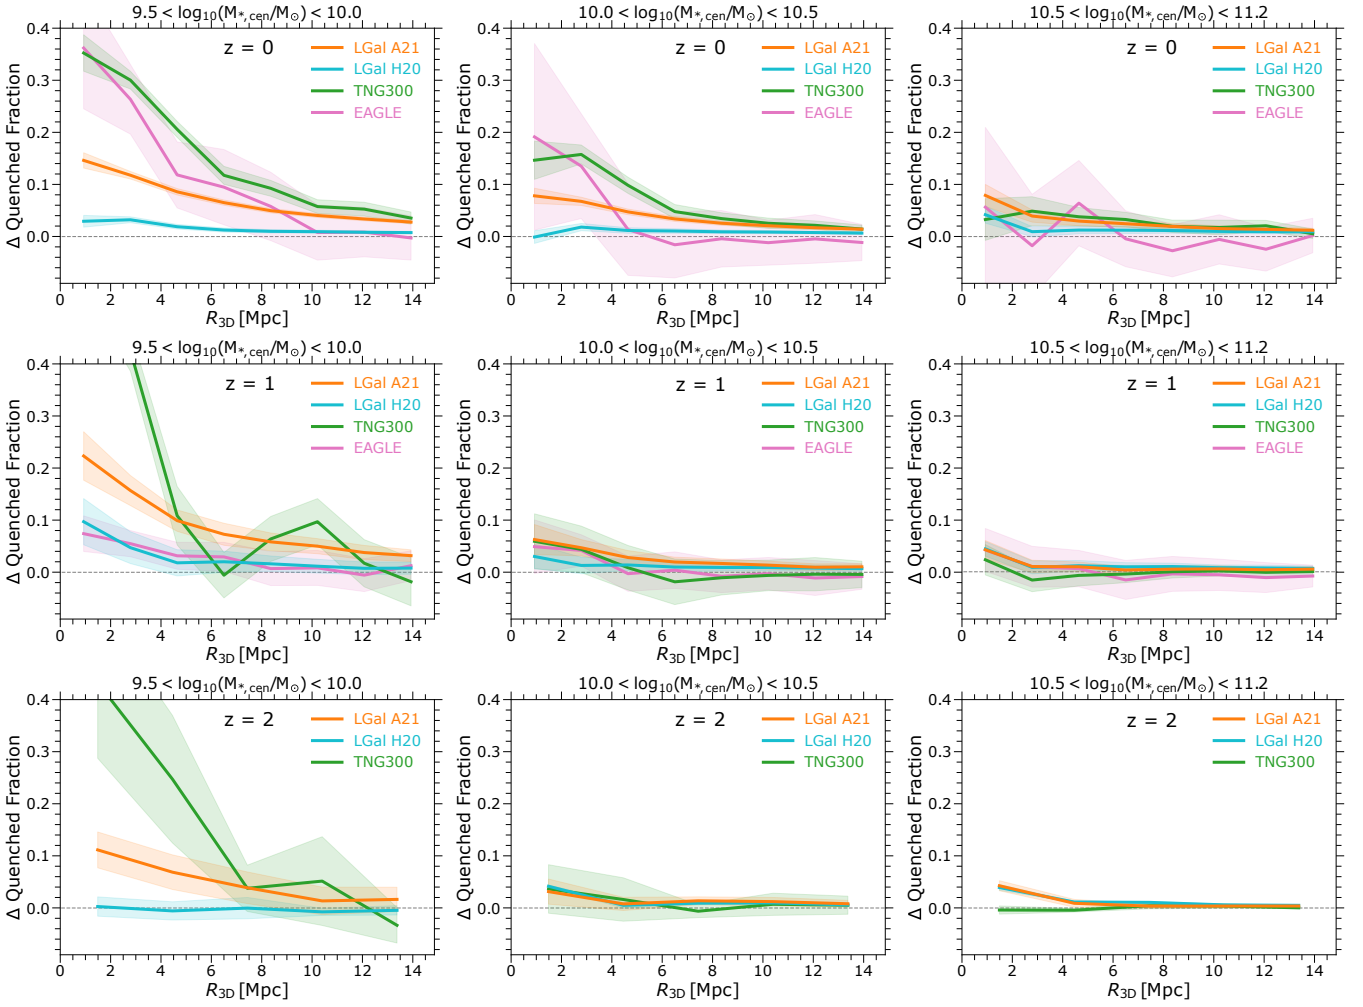 9.5 < log₁₀(M*,cen/M⊙) < 10.0
10.0 < log₁₀(M*,cen/M⊙) < 10.5
10.5 < log₁₀(M*,cen/M⊙) < 11.2
z = 0
LGal A21
LGal H20
TNG300
EAGLE
z = 0
LGal A21
LGal H20
TNG300
EAGLE
z = 0
LGal A21
LGal H20
TNG300
EAGLE
Δ Quenched Fraction
0.4
0.3
0.2
0.1
0.0
Δ Quenched Fraction
0.4
0.3
0.2
0.1
0.0
Δ Quenched Fraction
0.4
0.3
0.2
0.1
0.0
0 2 4 6 8 10 12 14
0 2 4 6 8 10 12 14
0 2 4 6 8 10 12 14
R3D [Mpc]
R3D [Mpc]
R3D [Mpc]
9.5 < log₁₀(M*,cen/M⊙) < 10.0
10.0 < log₁₀(M*,cen/M⊙) < 10.5
10.5 < log₁₀(M*,cen/M⊙) < 11.2
z = 1
LGal A21
LGal H20
TNG300
EAGLE
z = 1
LGal A21
LGal H20
TNG300
EAGLE
z = 1
LGal A21
LGal H20
TNG300
EAGLE
Δ Quenched Fraction
0.4
0.3
0.2
0.1
0.0
Δ Quenched Fraction
0.4
0.3
0.2
0.1
0.0
Δ Quenched Fraction
0.4
0.3
0.2
0.1
0.0
0 2 4 6 8 10 12 14
0 2 4 6 8 10 12 14
0 2 4 6 8 10 12 14
R3D [Mpc]
R3D [Mpc]
R3D [Mpc]
9.5 < log₁₀(M*,cen/M⊙) < 10.0
10.0 < log₁₀(M*,cen/M⊙) < 10.5
10.5 < log₁₀(M*,cen/M⊙) < 11.2
z = 2
LGal A21
LGal H20
TNG300
z = 2
LGal A21
LGal H20
TNG300
z = 2
LGal A21
LGal H20
TNG300
Δ Quenched Fraction
0.4
0.3
0.2
0.1
0.0
Δ Quenched Fraction
0.4
0.3
0.2
0.1
0.0
Δ Quenched Fraction
0.4
0.3
0.2
0.1
0.0
0 2 4 6 8 10 12 14
0 2 4 6 8 10 12 14
0 2 4 6 8 10 12 14
R3D [Mpc]
R3D [Mpc]
R3D [Mpc]